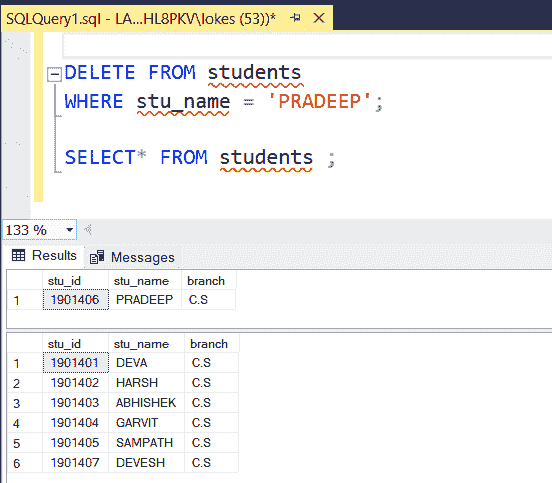 SQLQuery1.sql - LA...HL8PKV\lokes (53))*
DELETE FROM students
WHERE stu_name = 'PRADEEP';
SELECT* FROM students ;
133 %
Results Messages
stu_id stu_name branch
1 1901406 PRADEEP C.S
stu_id stu_name branch
1 1901401 DEVA C.S
2 1901402 HARSH C.S
3 1901403 ABHISHEK C.S
4 1901404 GARVIT C.S
5 1901405 SAMPATH C.S
6 1901407 DEVESH C.S